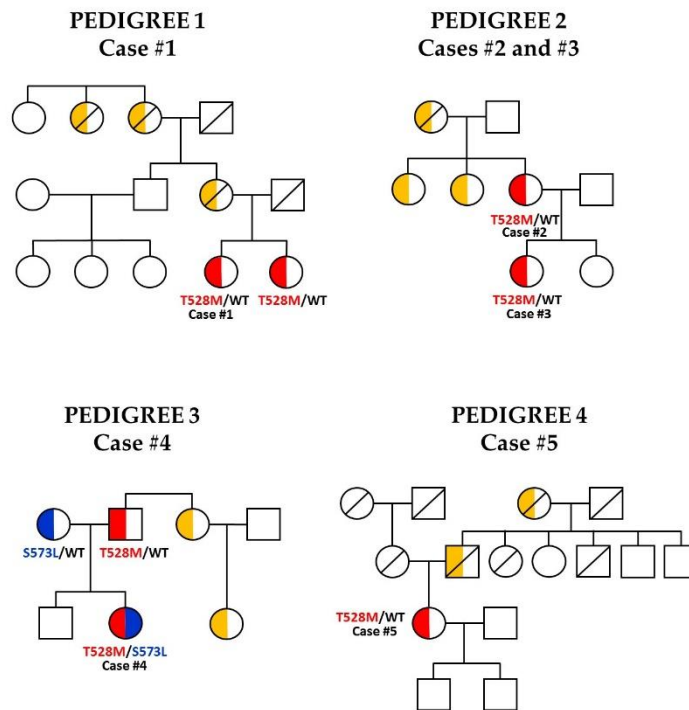 PEDIGREE 1
Case #1
T528M/WT
Case #1
T528M/WT
PEDIGREE 2
Cases #2 and #3
T528M/WT
Case #2
T528M/WT
Case #3
PEDIGREE 3
Case #4
S573L/WT
T528M/WT
T528M/S573L
Case #4
PEDIGREE 4
Case #5
T528M/WT
Case #5